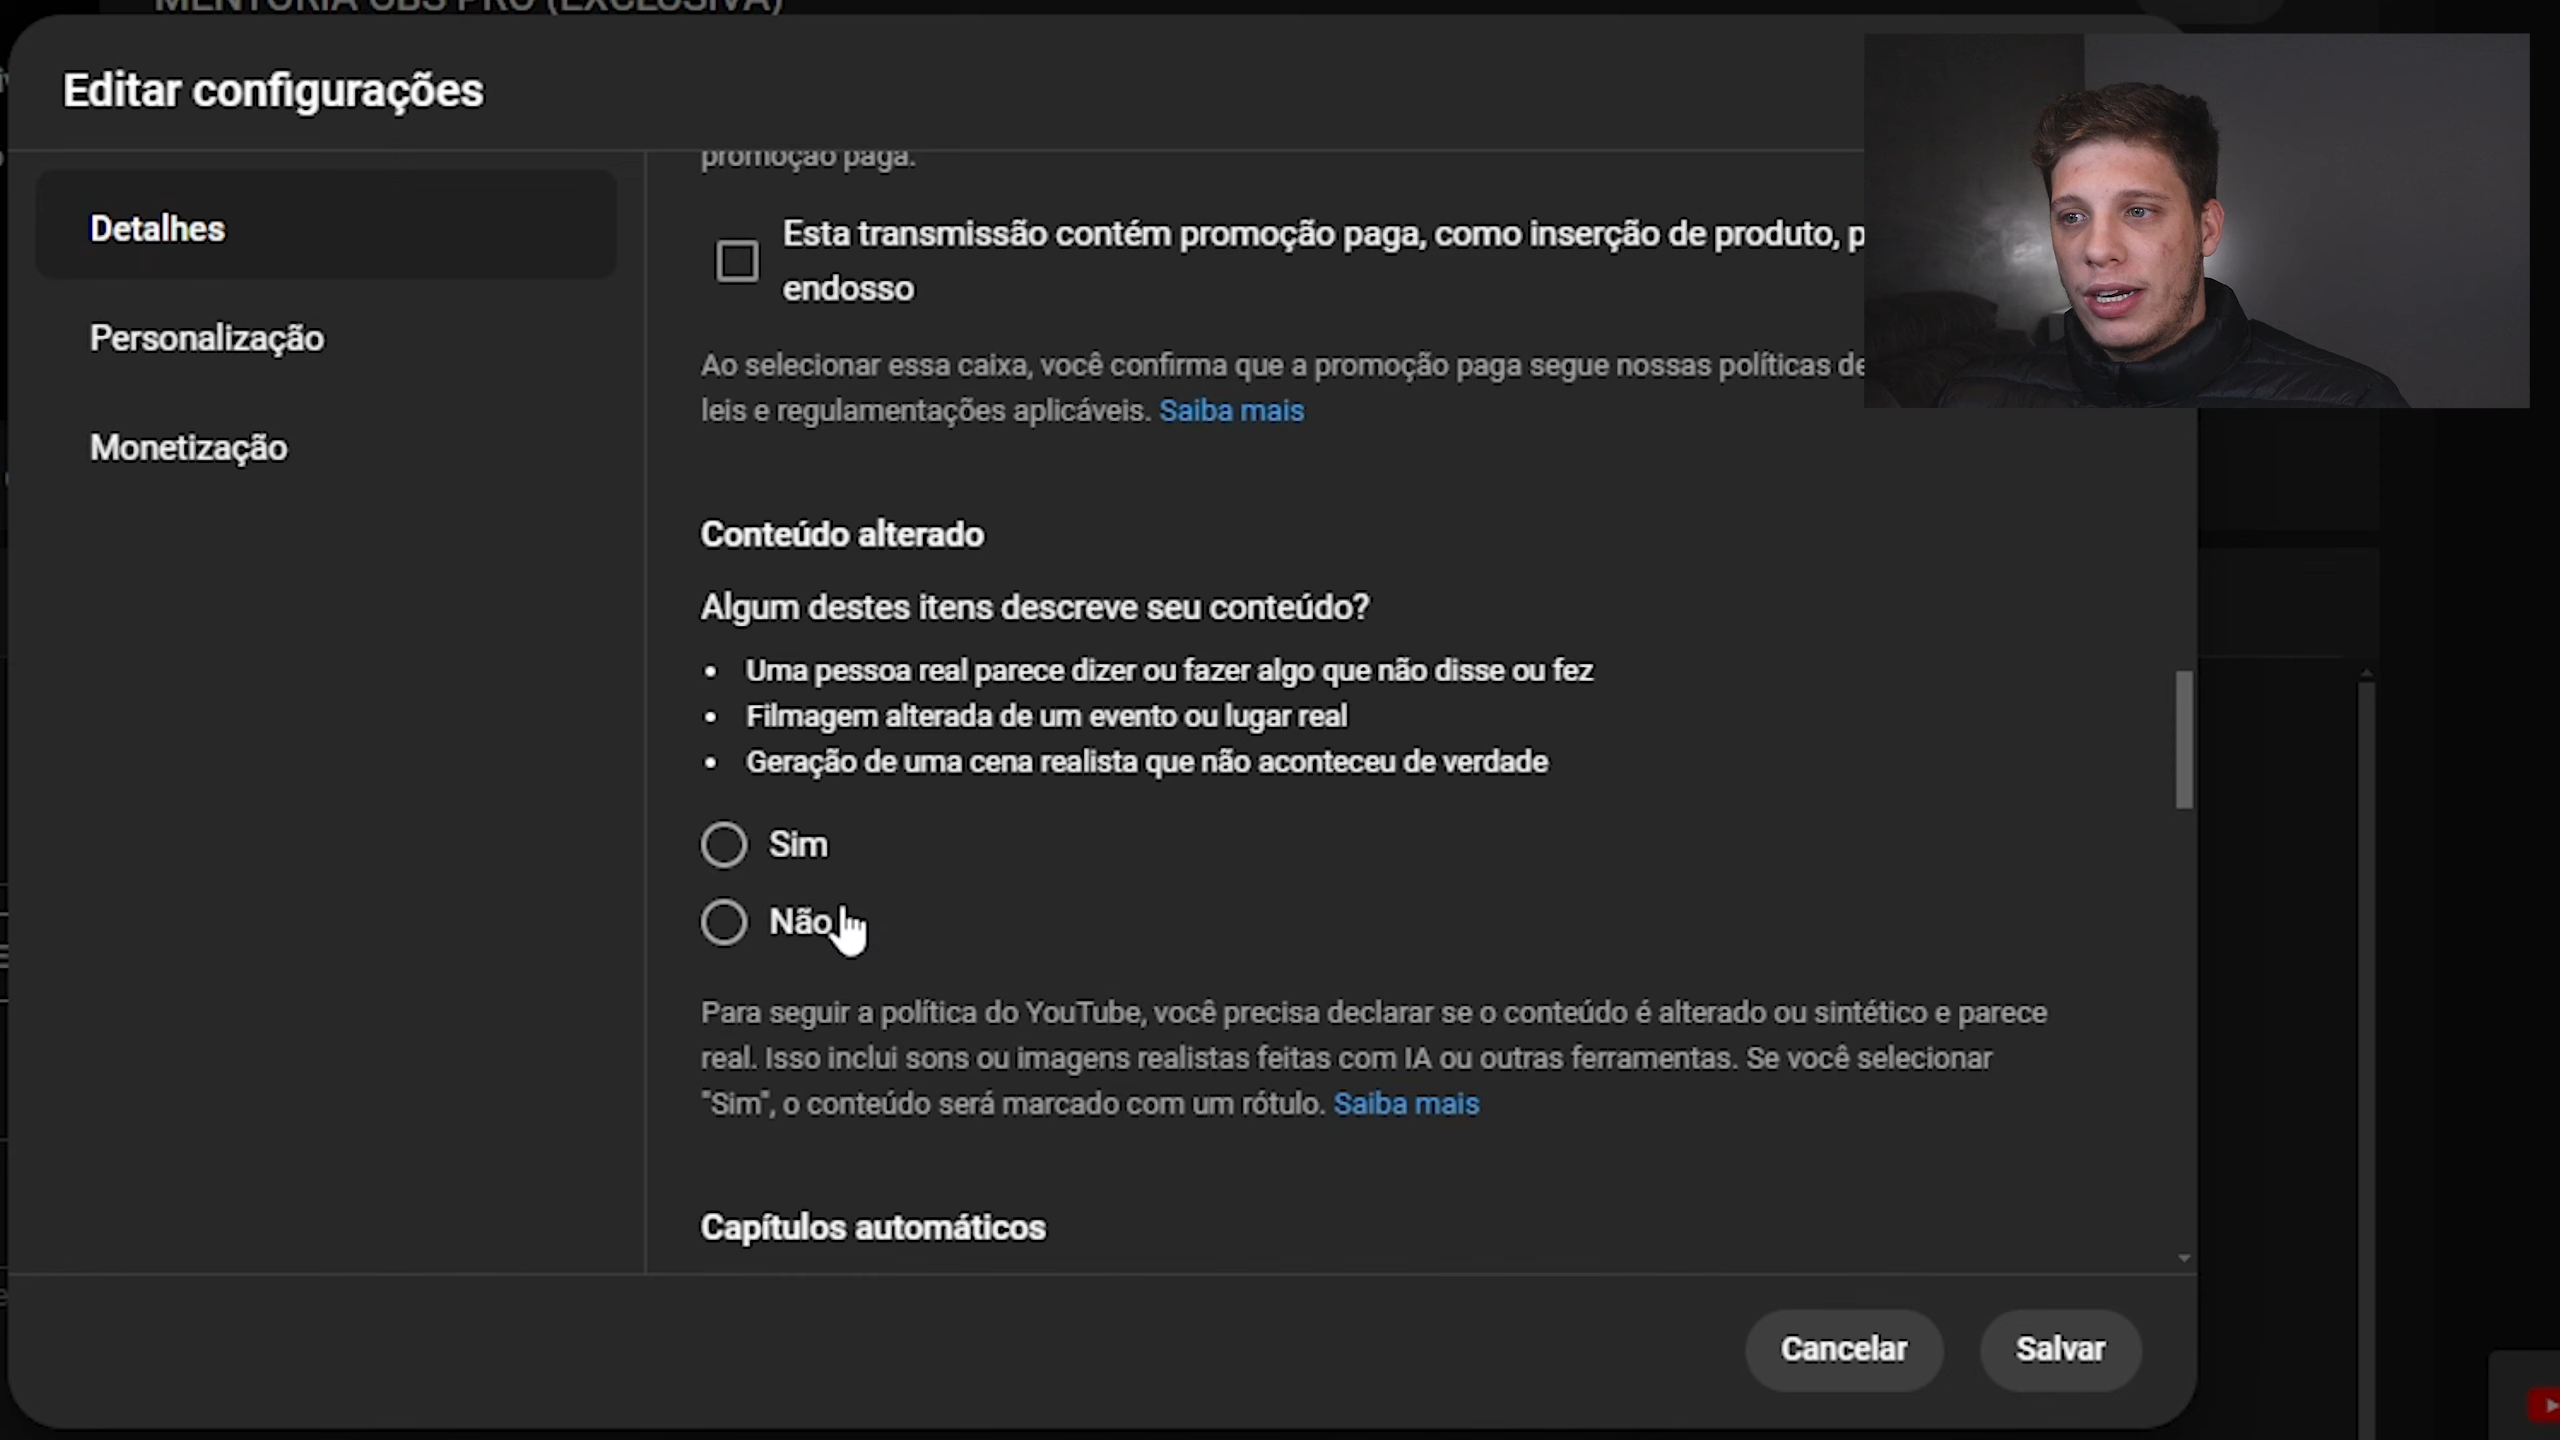 MENTORIA OBS PRO (EXCLUSIVA)
Editar configurações
Detalhes
Personalização
Monetização
promoção paga.
Esta transmissão contém promoção paga, como inserção de produto, p
endosso
Ao selecionar essa caixa, você confirma que a promoção paga segue nossas políticas de
leis e regulamentações aplicáveis. Saiba mais
Conteúdo alterado
Algum destes itens descreve seu conteúdo?
• Uma pessoa real parece dizer ou fazer algo que não disse ou fez
• Filmagem alterada de um evento ou lugar real
• Geração de uma cena realista que não aconteceu de verdade
Sim
Não
Para seguir a política do YouTube, você precisa declarar se o conteúdo é alterado ou sintético e parece
real. Isso inclui sons ou imagens realistas feitas com IA ou outras ferramentas. Se você selecionar
"Sim", o conteúdo será marcado com um rótulo. Saiba mais
Capítulos automáticos
Cancelar
Salvar